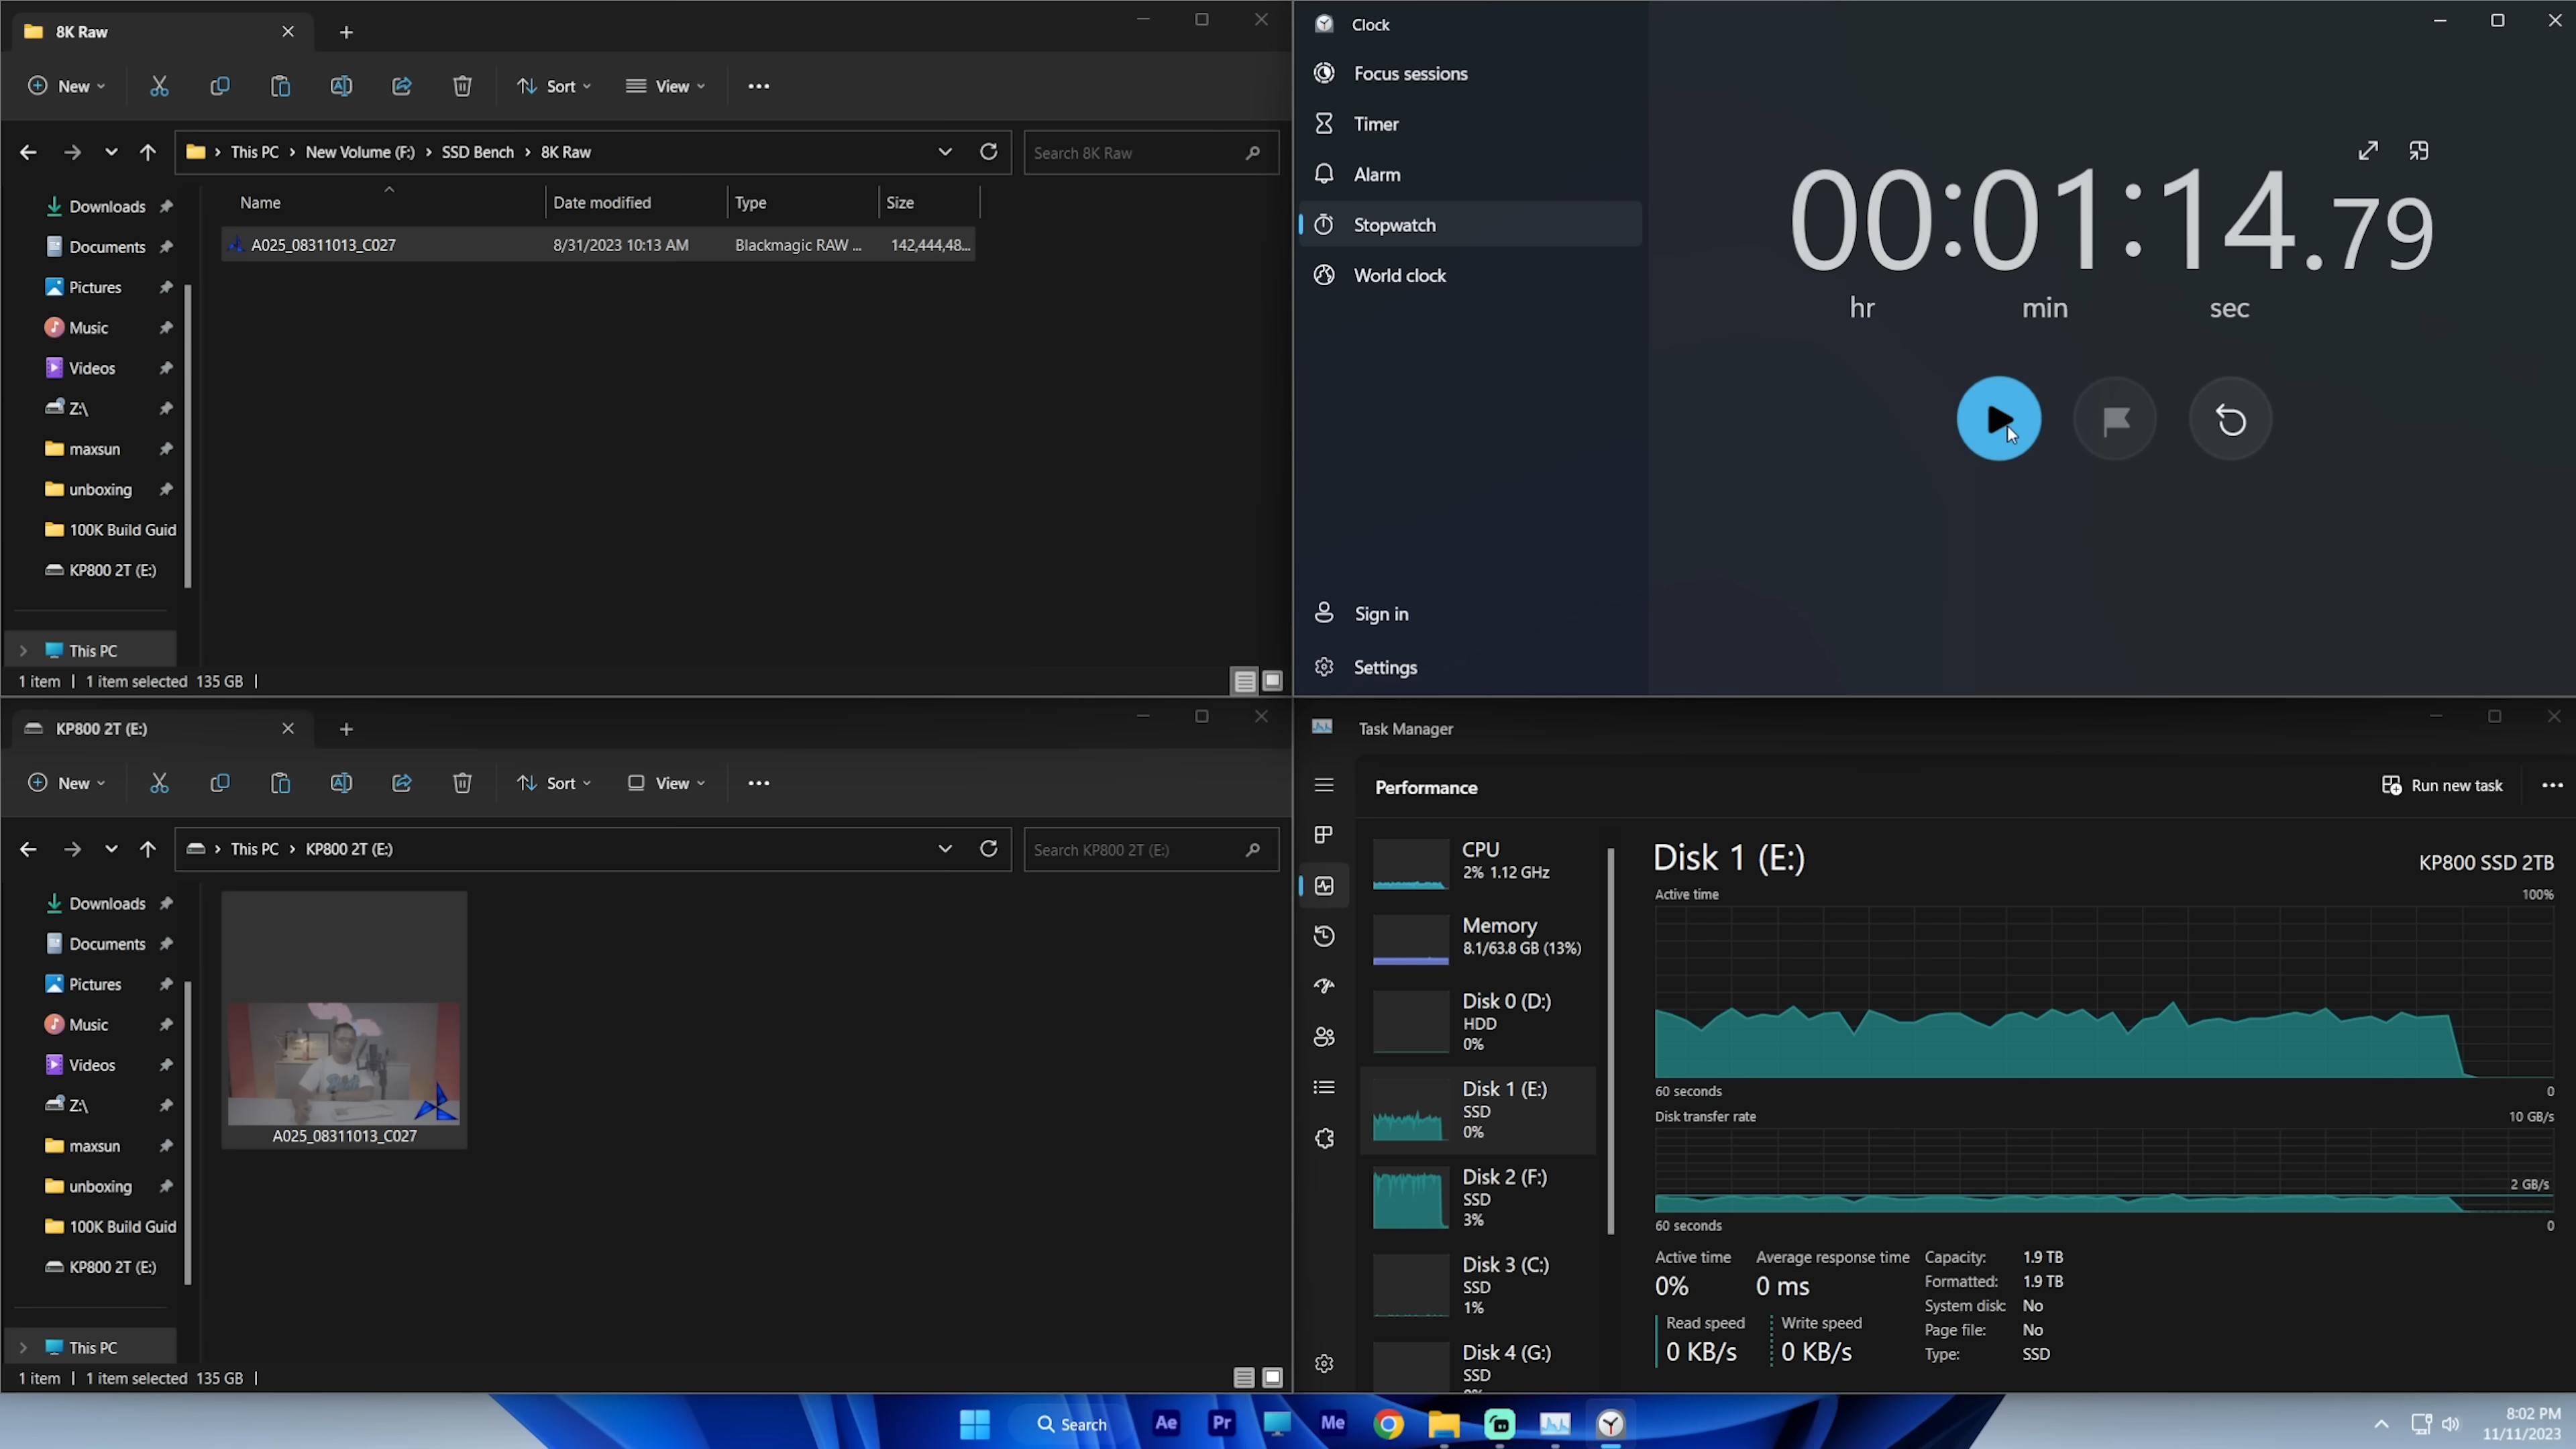 8K Raw
New
Sort
View
This PC
New Volume (F:)
SSD Bench
8K Raw
Search 8K Raw
Downloads
Documents
Pictures
Music
Videos
Z:\
maxsun
unboxing
100K Build Guid
KP800 2T (E:)
This PC
Name
Date modified
Type
Size
A025_08311013_C027
8/31/2023 10:13 AM
Blackmagic RAW ...
142,444,48...
1 item
1 item selected 135 GB
Clock
Focus sessions
Timer
Alarm
Stopwatch
World clock
Sign in
Settings
00:01:14.79
hr
min
sec
KP800 2T (E:)
New
Sort
View
This PC
KP800 2T (E:)
Search KP800 2T (E:)
Downloads
Documents
Pictures
Music
Videos
Z:\
maxsun
unboxing
100K Build Guid
KP800 2T (E:)
This PC
A025_08311013_C027
1 item
1 item selected 135 GB
Task Manager
Performance
Run new task
CPU
2% 1.12 GHz
Memory
8.1/63.8 GB (13%)
Disk 0 (D:)
HDD
0%
Disk 1 (E:)
SSD
0%
Disk 2 (F:)
SSD
3%
Disk 3 (C:)
SSD
1%
Disk 4 (G:)
SSD
Disk 1 (E:)
KP800 SSD 2TB
Active time
100%
60 seconds
0
Disk transfer rate
10 GB/s
2 GB/s
60 seconds
0
Active time
0%
Average response time
0 ms
Read speed
0 KB/s
Write speed
0 KB/s
Capacity: 1.9 TB
Formatted: 1.9 TB
System disk: No
Page file: No
Type: SSD
Search
Ae
Pr
Me
8:02 PM
11/11/2023